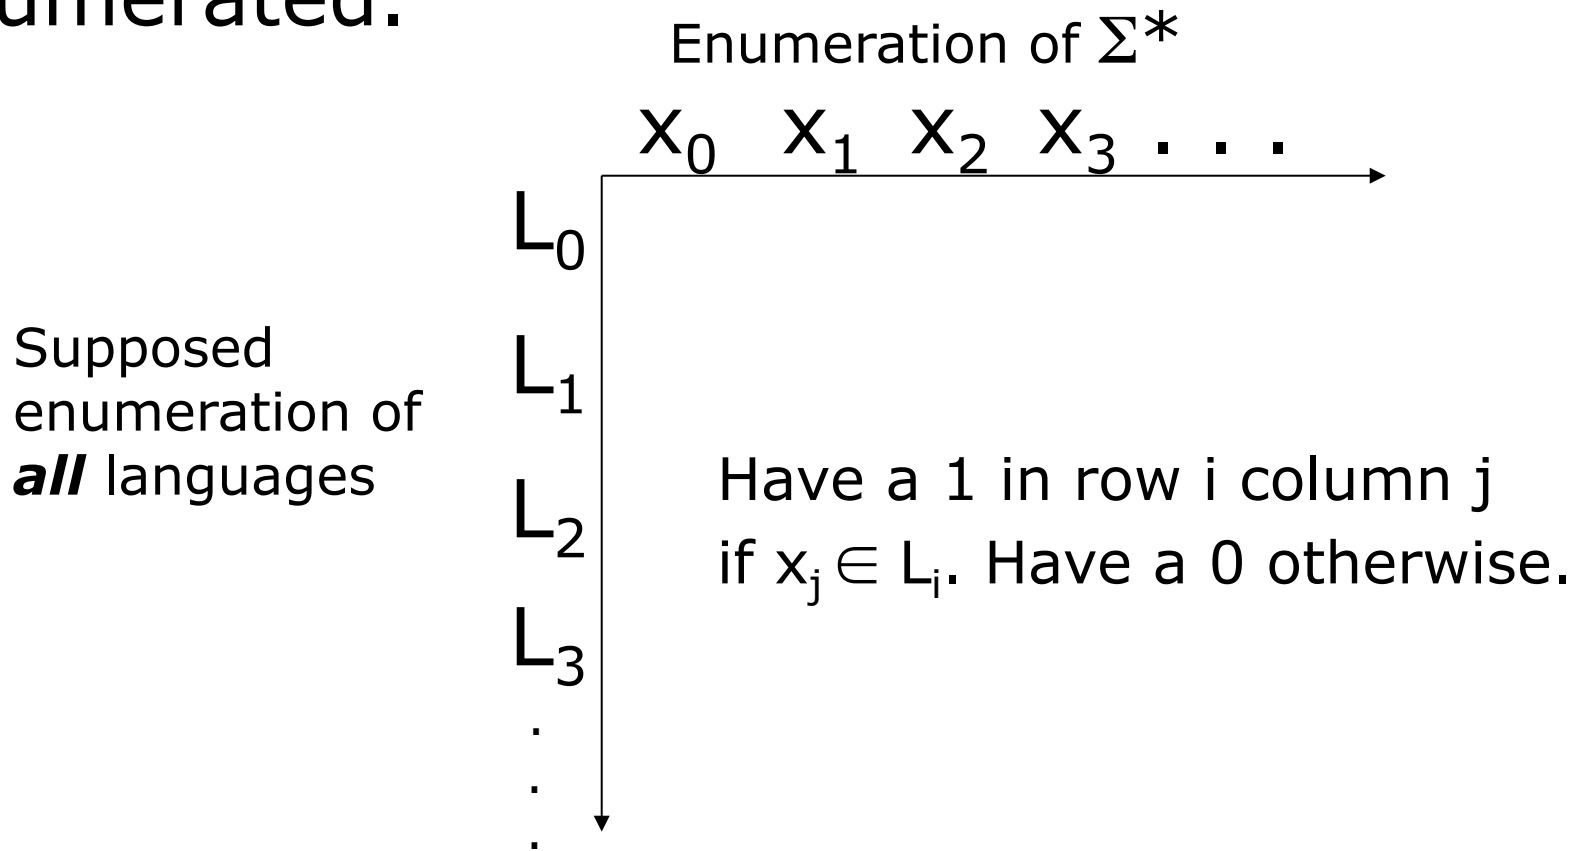 umerated.
Enumeration of Σ*
x₀ x₁ x₂ x₃ . . .
L₀
L₁
L₂
L₃
.
.
.
Supposed
enumeration of
all languages
Have a 1 in row i column j
if xⱼ ∈ Lᵢ. Have a 0 otherwise.